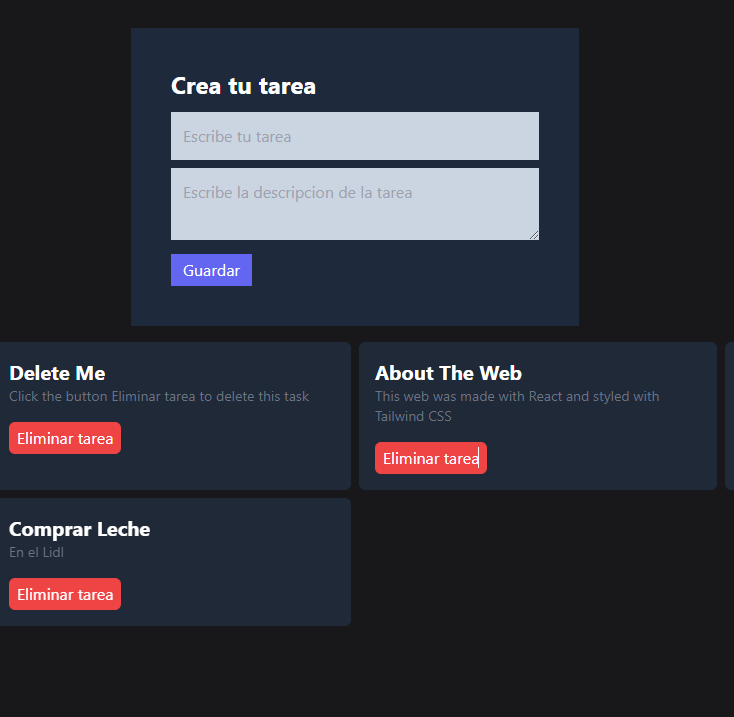 Crea tu tarea
Escribe tu tarea
Escribe la descripcion de la tarea
Guardar
Delete Me
Click the button Eliminar tarea to delete this task
Eliminar tarea
About The Web
This web was made with React and styled with
Tailwind CSS
Eliminar tarea
Comprar Leche
En el Lidl
Eliminar tarea